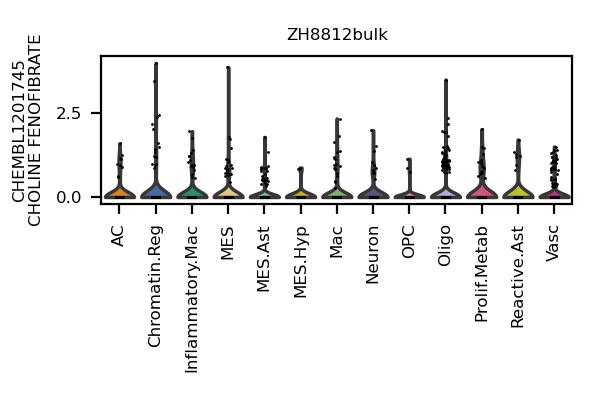 ZH8812bulk
CHEMBL1201745
CHOLINE FENOFIBRATE
2.5
0.0
AC
Chromatin.Reg
Inflammatory.Mac
MES
MES.Ast
MES.Hyp
Mac
Neuron
OPC
Oligo
Prolif.Metab
Reactive.Ast
Vasc